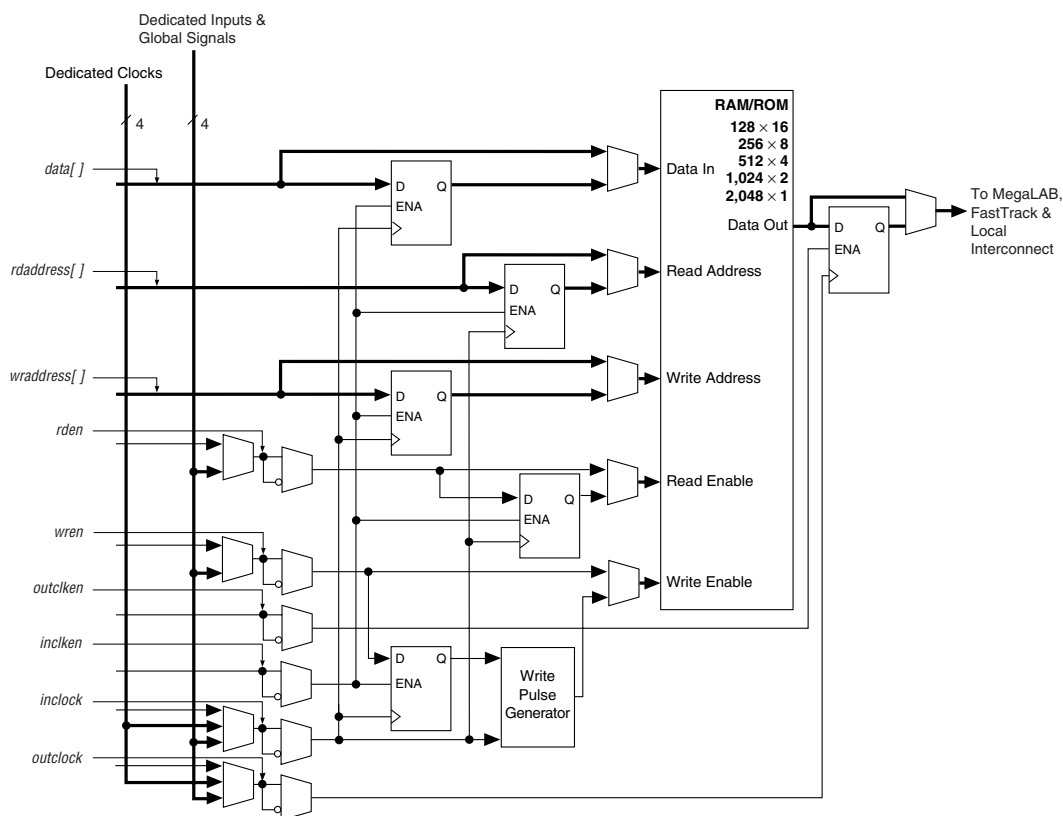 Dedicated Inputs &
Global Signals
Dedicated Clocks
4
4
RAM/ROM
128 × 16
256 × 8
512 × 4
1,024 × 2
2,048 × 1
data[ ]
D Q
ENA
Data In
Data Out
D Q
ENA
To MegaLAB,
FastTrack &
Local
Interconnect
rdaddress[ ]
D Q
ENA
Read Address
wraddress[ ]
D Q
ENA
Write Address
rden
D Q
ENA
Read Enable
wren
Write Enable
outclken
inclken
D Q
ENA
Write
Pulse
Generator
inclock
outclock